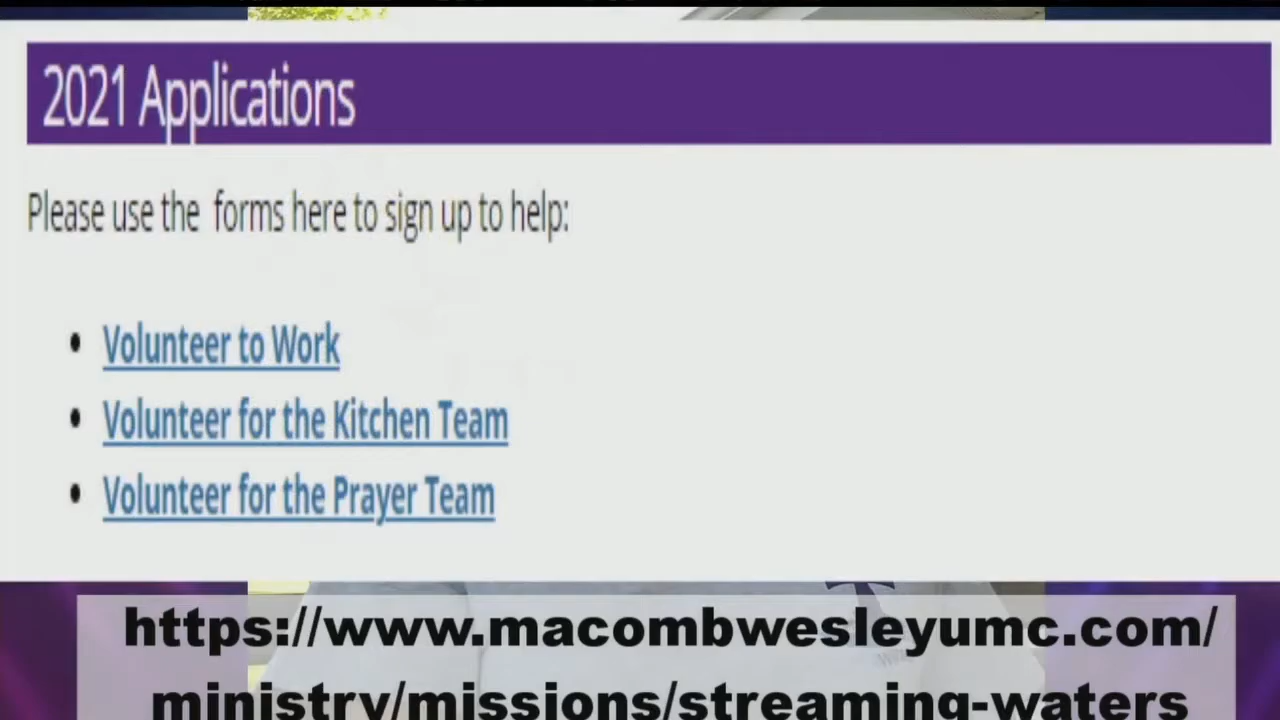 2021 Applications
Please use the forms here to sign up to help:
Volunteer to Work
Volunteer for the Kitchen Team
Volunteer for the Prayer Team
https://www.macombwesleyumc.com/
ministry/missions/streaming-waters